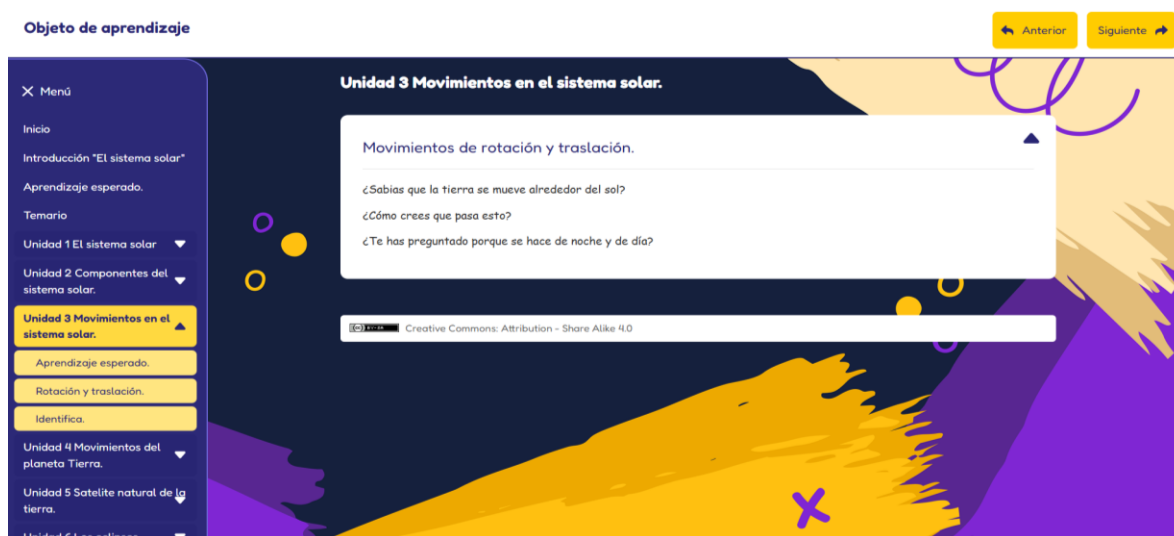 Objeto de aprendizaje
Anterior
Siguiente
Menú
Inicio
Introducción "El sistema solar"
Aprendizaje esperado.
Temario
Unidad 1 El sistema solar
Unidad 2 Componentes del
sistema solar.
Unidad 3 Movimientos en el
sistema solar.
Aprendizaje esperado.
Rotación y traslación.
Identifica.
Unidad 4 Movimientos del
planeta Tierra.
Unidad 5 Satelite natural de la
tierra.
Unidad 6 Los eclipses
Unidad 3 Movimientos en el sistema solar.
Movimientos de rotación y traslación.
¿Sabias que la tierra se mueve alrededor del sol?
¿Cómo crees que pasa esto?
¿Te has preguntado porque se hace de noche y de día?
Creative Commons: Attribution - Share Alike 4.0